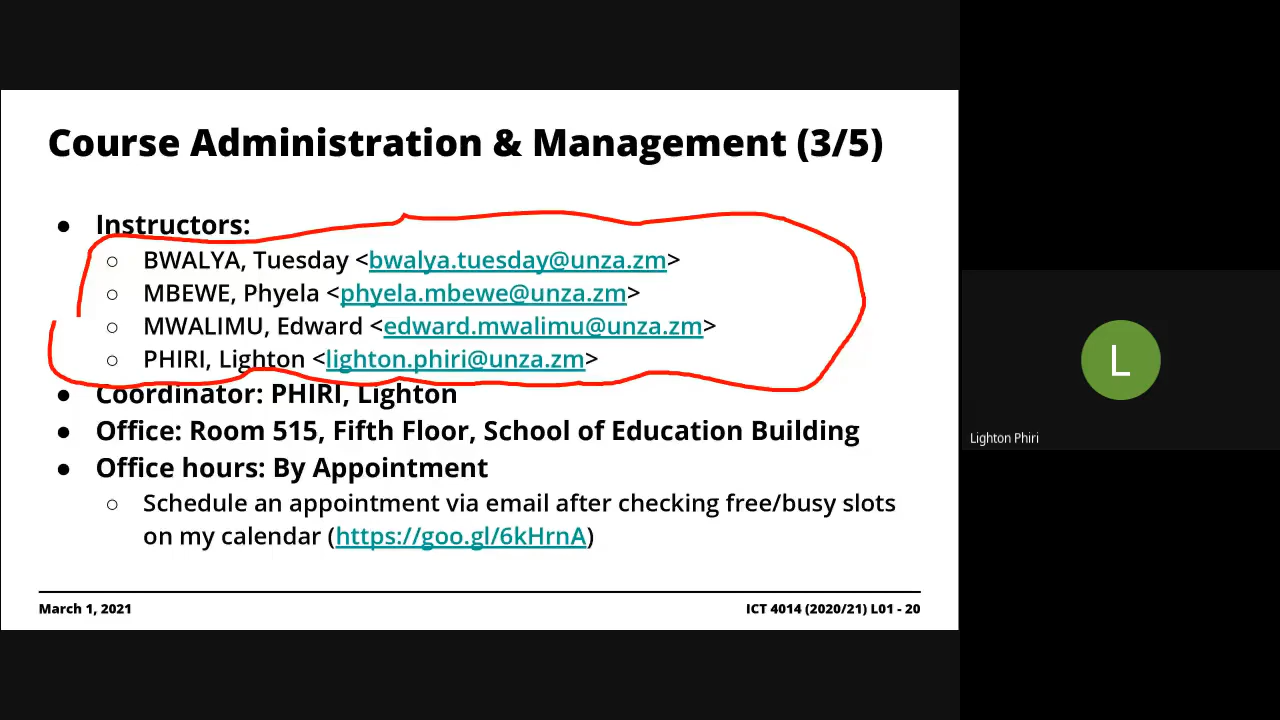 Course Administration & Management (3/5)
● Instructors:
○ BWALYA, Tuesday <bwalya.tuesday@unza.zm>
○ MBEWE, Phyela <phyela.mbewe@unza.zm>
○ MWALIMU, Edward <edward.mwalimu@unza.zm>
○ PHIRI, Lighton <lighton.phiri@unza.zm>
● Coordinator: PHIRI, Lighton
● Office: Room 515, Fifth Floor, School of Education Building
● Office hours: By Appointment
○ Schedule an appointment via email after checking free/busy slots
on my calendar (https://goo.gl/6kHrnA)
March 1, 2021
ICT 4014 (2020/21) L01 - 20
L
Lighton Phiri